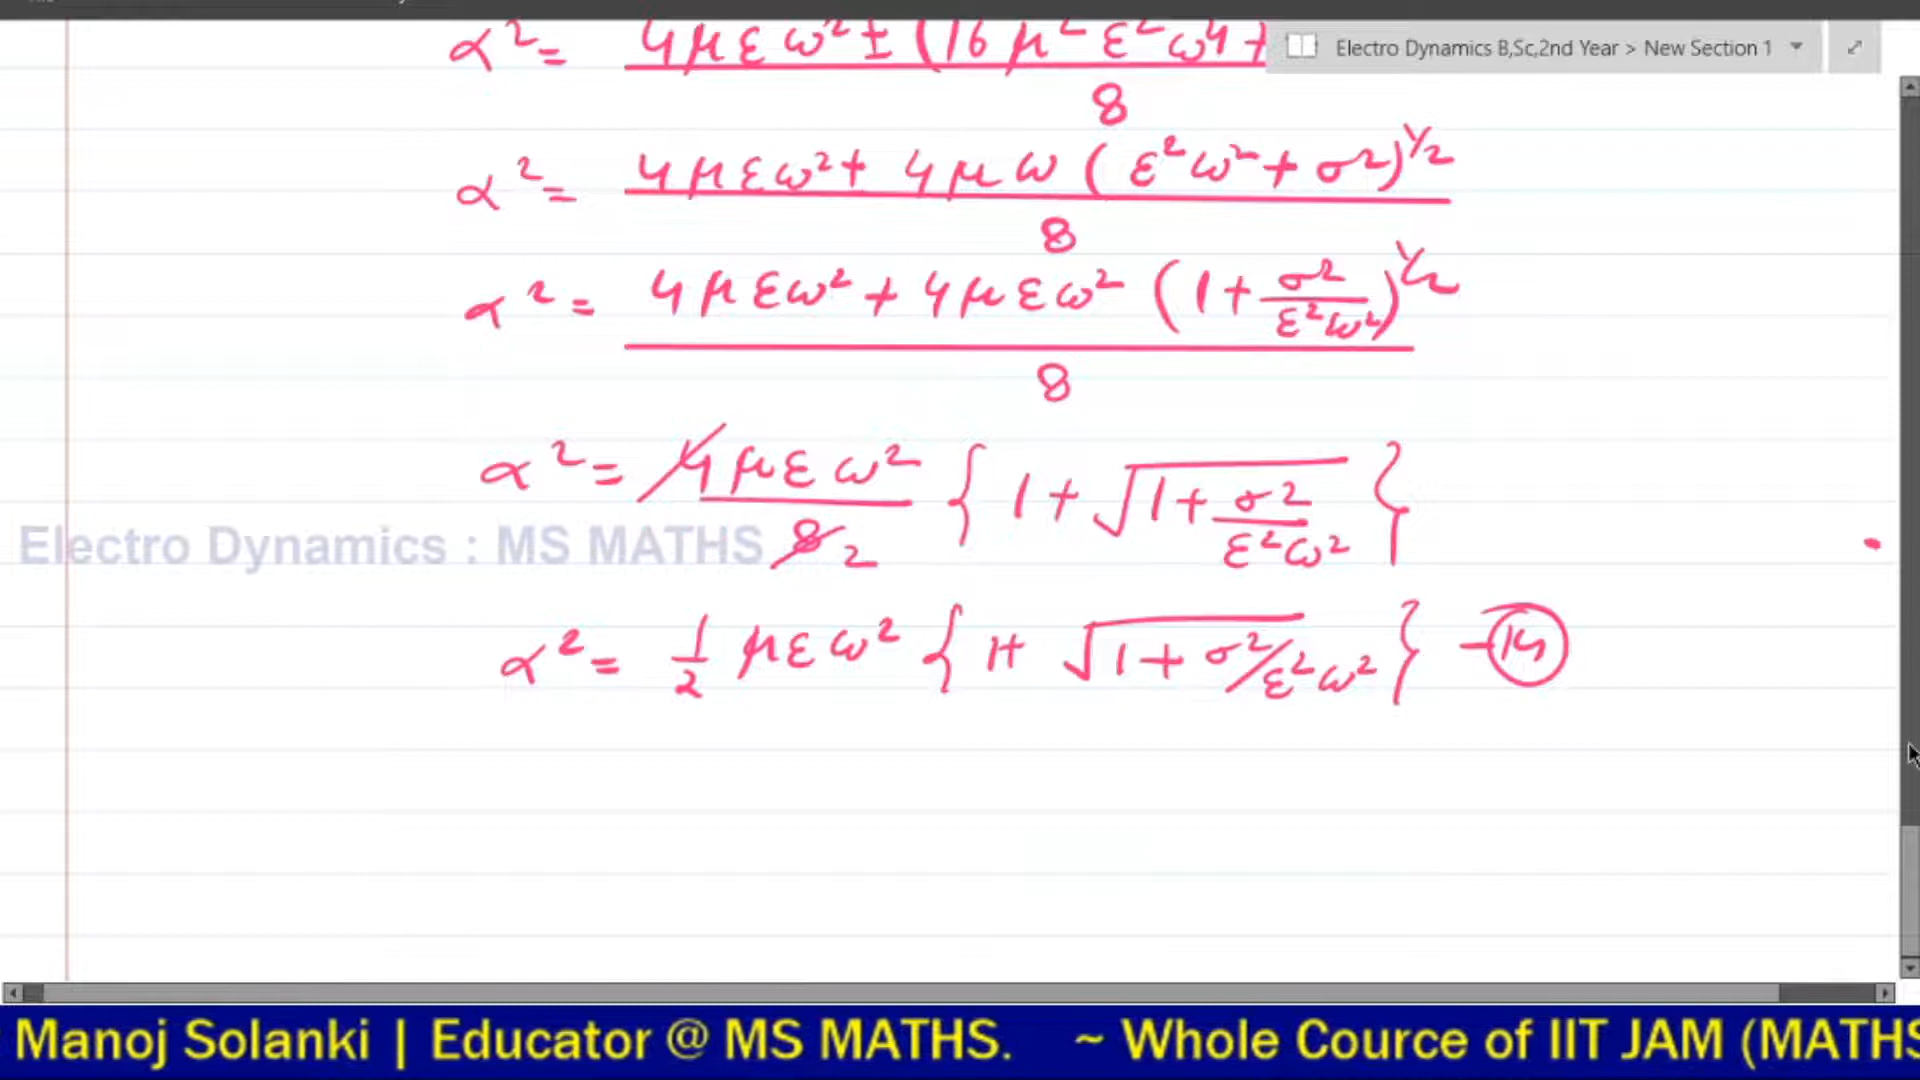 α² = 4μεω² ± (16μ²ε²ω⁴ +
Electro Dynamics B,Sc,2nd Year > New Section 1
8
α² = 4μεω² + 4μω (ε²ω² + σ²)^1/2
8
α² = 4μεω² + 4μεω² (1 + σ²/ε²ω²)^1/2
8
α² = 4μεω²/8 2 { 1 + √1 + σ²/ε²ω² }
Electro Dynamics : MS MATHS
α² = 1/2 μεω² { 1 + √1 + σ²/ε²ω² } -
Manoj Solanki | Educator @ MS MATHS. ~ Whole Cource of IIT JAM (MATHS